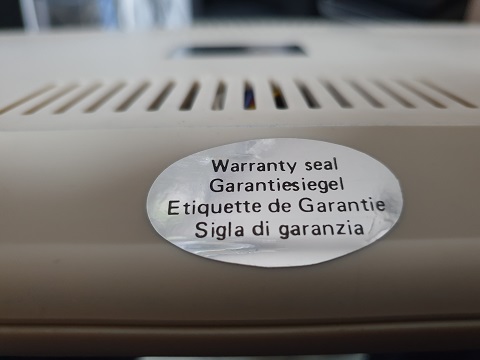 Warranty seal
Garantiesiegel
Etiquette de Garantie
Sigla di garanzia